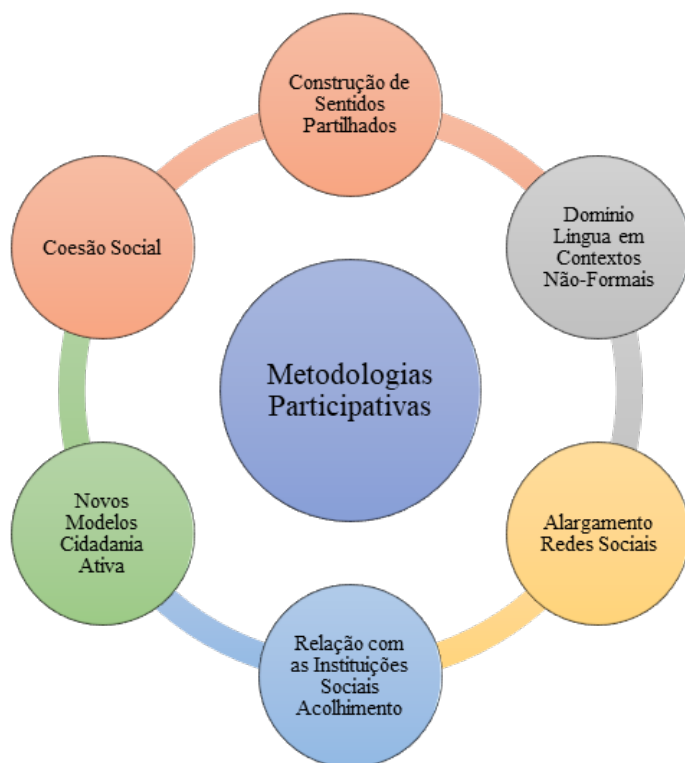 Construção de
Sentidos
Partilhados
Domínio
Lingua em
Contextos
Não-Formais
Alargamento
Redes Sociais
Relação com
as Instituições
Sociais
Acolhimento
Novos
Modelos
Cidadania
Ativa
Coesão Social
Metodologias
Participativas